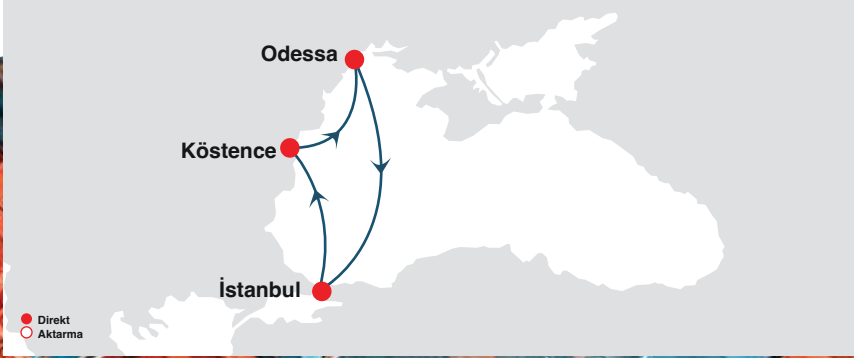 Odessa
Köstence
İstanbul
Direkt
Aktarma